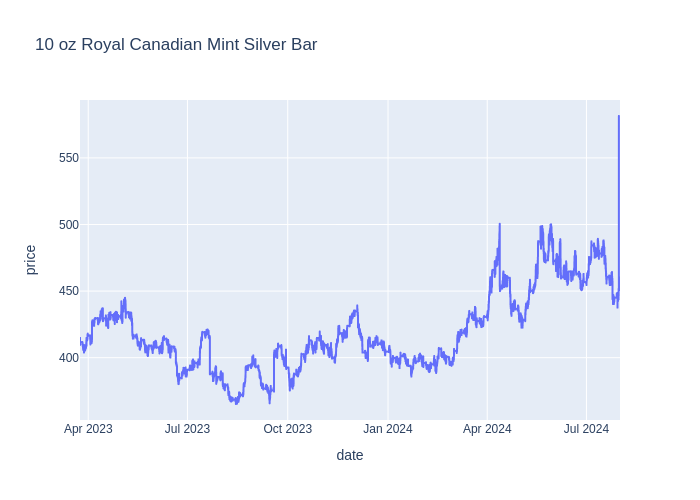 10 oz Royal Canadian Mint Silver Bar
550
500
450
400
price
Apr 2023
Jul 2023
Oct 2023
Jan 2024
Apr 2024
Jul 2024
date